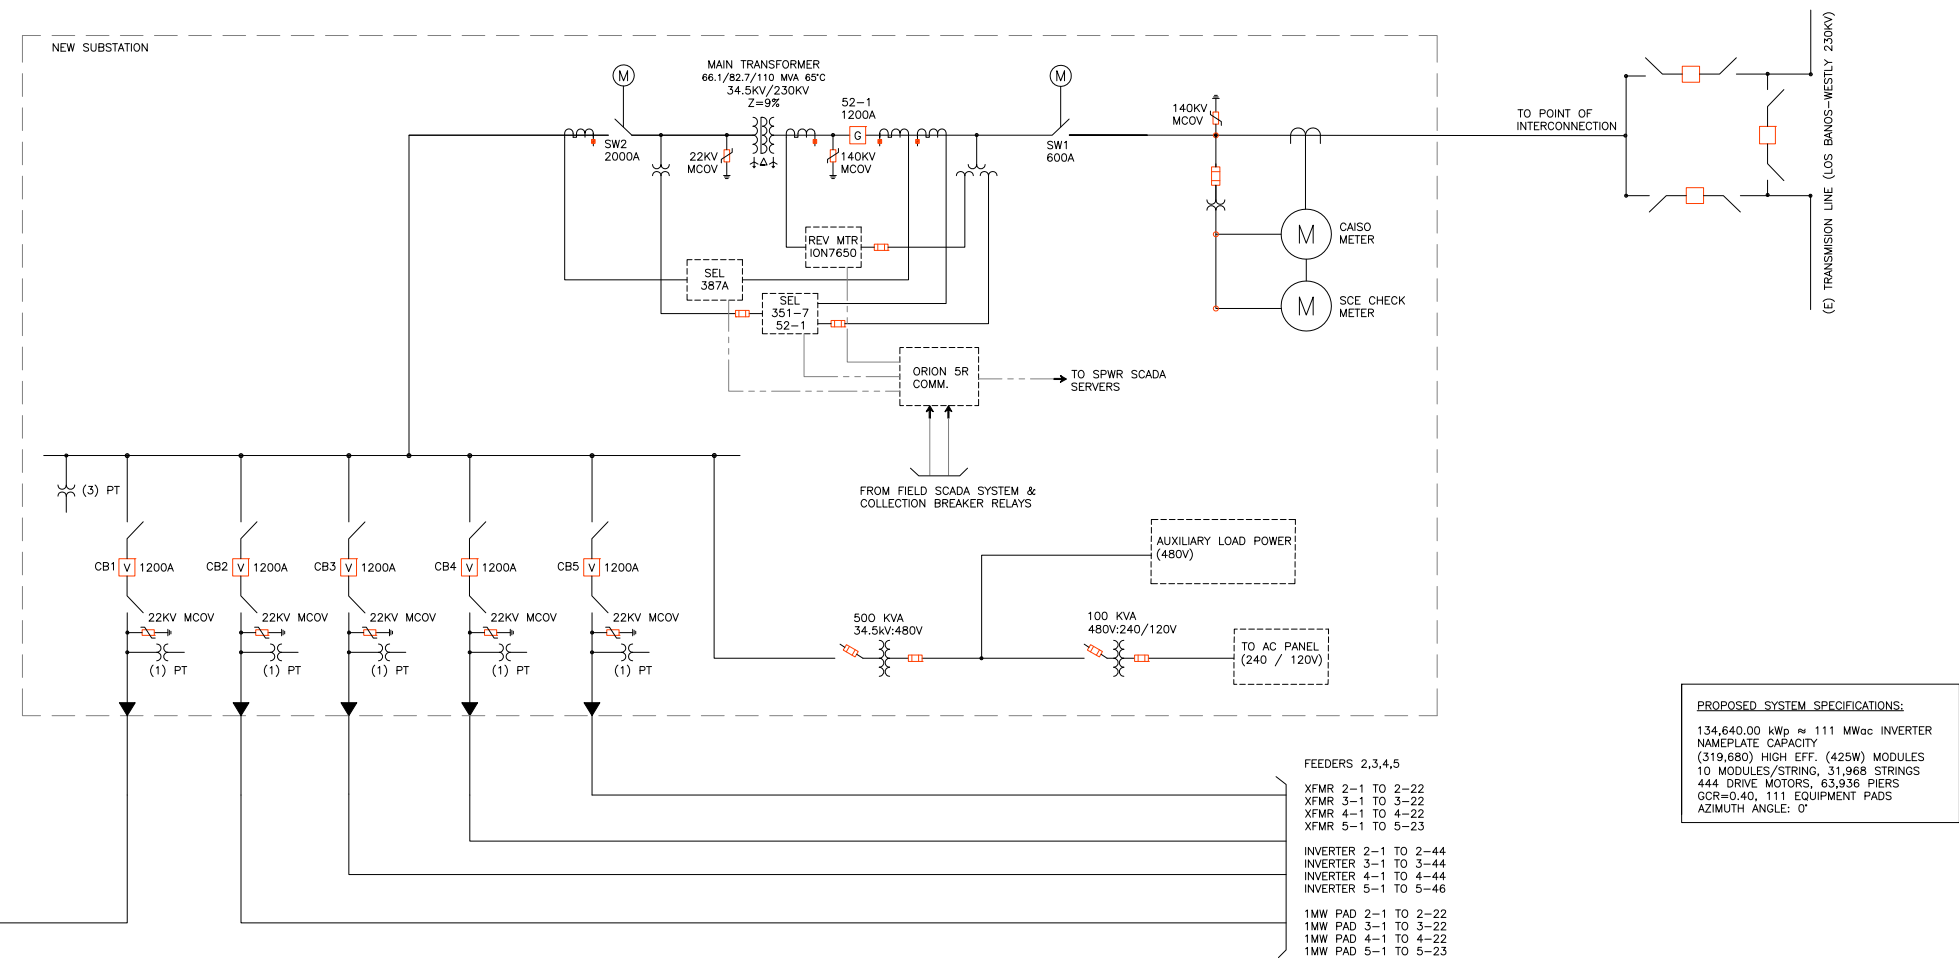 NEW SUBSTATION
M
MAIN TRANSFORMER
66.1/82.7/110 MVA 65°C
34.5KV/230KV
Z=9%
52-1
1200A
G
M
SW2
2000A
22KV
MCOV
140KV
MCOV
SW1
600A
140KV
MCOV
TO POINT OF
INTERCONNECTION
(E) TRANSMISION LINE (LOS BANOS-WESTLY 230KV)
REV MTR
ION7650
M
CAISO
METER
SEL
387A
SEL
351-7
52-1
M
SCE CHECK
METER
ORION 5R
COMM.
TO SPWR SCADA
SERVERS
FROM FIELD SCADA SYSTEM &
COLLECTION BREAKER RELAYS
(3) PT
CB1 V 1200A
CB2 V 1200A
CB3 V 1200A
CB4 V 1200A
CB5 V 1200A
22KV MCOV
22KV MCOV
22KV MCOV
22KV MCOV
22KV MCOV
(1) PT
(1) PT
(1) PT
(1) PT
(1) PT
AUXILIARY LOAD POWER
(480V)
500 KVA
34.5kV:480V
100 KVA
480V:240/120V
TO AC PANEL
(240 / 120V)
PROPOSED SYSTEM SPECIFICATIONS:
134,640.00 kWp ≈ 111 MWac INVERTER
NAMEPLATE CAPACITY
(319,680) HIGH EFF. (425W) MODULES
10 MODULES/STRING, 31,968 STRINGS
444 DRIVE MOTORS, 63,936 PIERS
GCR=0.40, 111 EQUIPMENT PADS
AZIMUTH ANGLE: 0°
FEEDERS 2,3,4,5
XFMR 2-1 TO 2-22
XFMR 3-1 TO 3-22
XFMR 4-1 TO 4-22
XFMR 5-1 TO 5-23
INVERTER 2-1 TO 2-44
INVERTER 3-1 TO 3-44
INVERTER 4-1 TO 4-44
INVERTER 5-1 TO 5-46
1MW PAD 2-1 TO 2-22
1MW PAD 3-1 TO 3-22
1MW PAD 4-1 TO 4-22
1MW PAD 5-1 TO 5-23